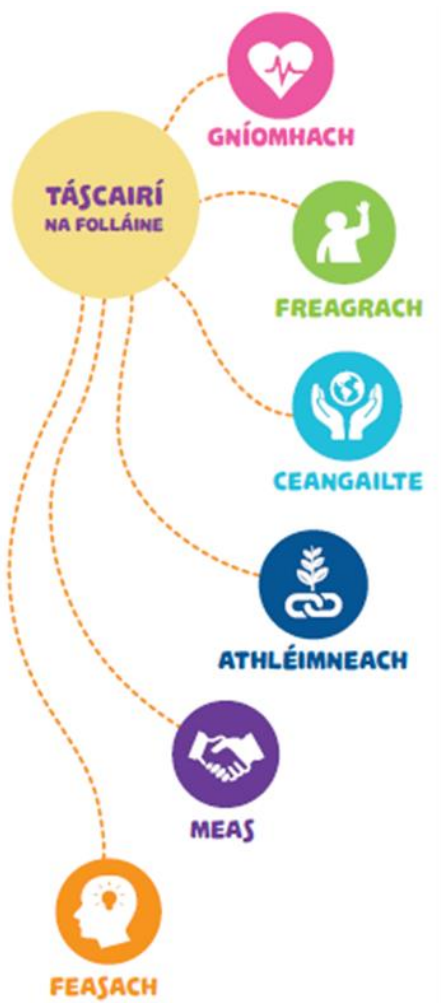 GNÍOMHACH
TÁSCAIRÍ
NA FOLLÁINE
FREAGRACH
CEANGAILTE
ATHLÉIMNEACH
MEAS
FEASACH